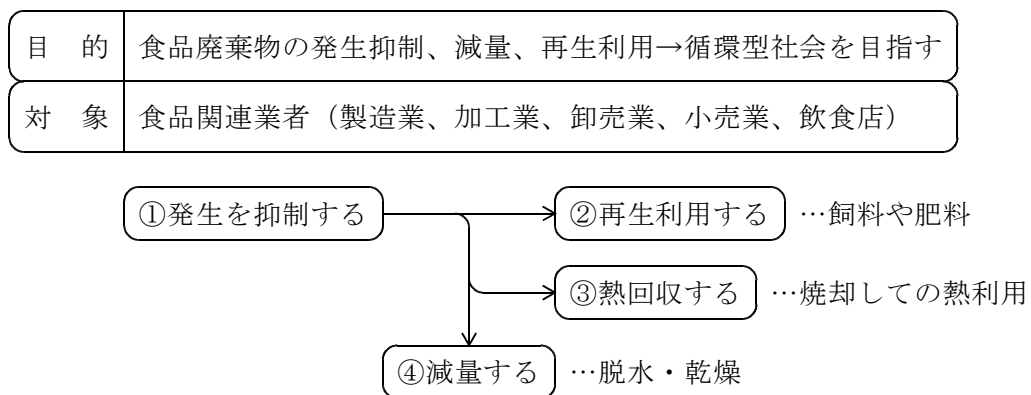 目 的 食品廃棄物の発生抑制、減量、再生利用→循環型社会を目指す
対 象 食品関連業者（製造業、加工業、卸売業、小売業、飲食店）
①発生を抑制する ②再生利用する …飼料や肥料
③熱回収する …焼却しての熱利用
④減量する …脱水・乾燥